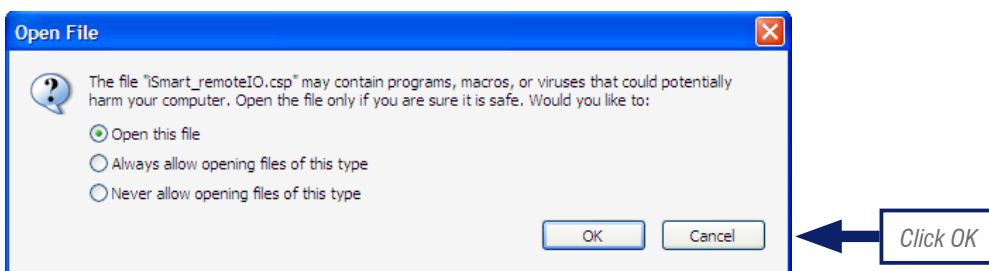 Open File
The file "iSmart_remoteIO.csp" may contain programs, macros, or viruses that could potentially
harm your computer. Open the file only if you are sure it is safe. Would you like to:
Open this file
Always allow opening files of this type
Never allow opening files of this type
OK Cancel
Click OK